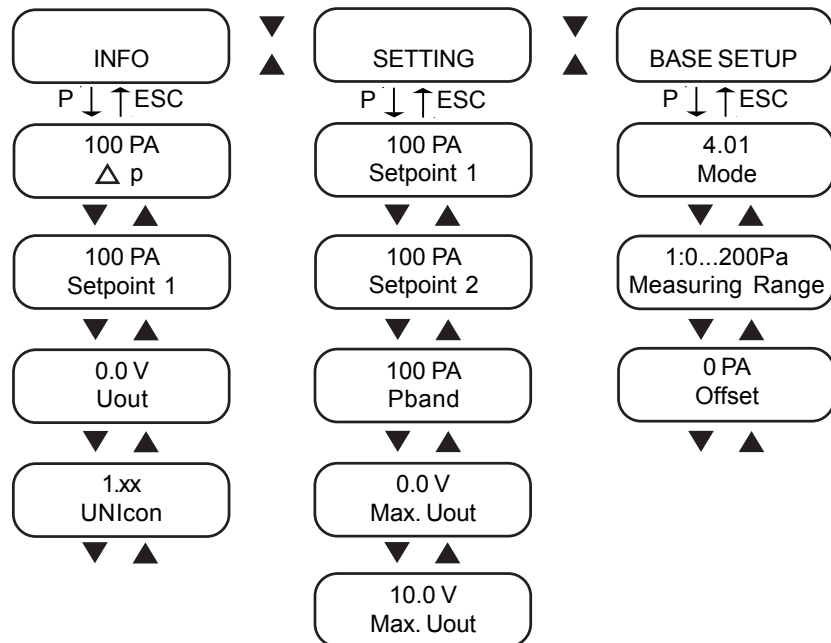 INFO
P ESC
100 PA
△ p
100 PA
Setpoint 1
0.0 V
Uout
1.xx
UNIcon
SETTING
P ESC
100 PA
Setpoint 1
100 PA
Setpoint 2
100 PA
Pband
0.0 V
Max. Uout
10.0 V
Max. Uout
BASE SETUP
P ESC
4.01
Mode
1:0...200Pa
Measuring Range
0 PA
Offset